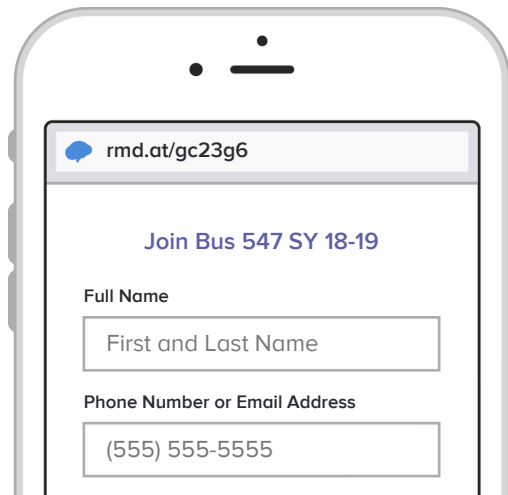 rmd.at/gc23g6
Join Bus 547 SY 18-19
Full Name
First and Last Name
Phone Number or Email Address
(555) 555-5555